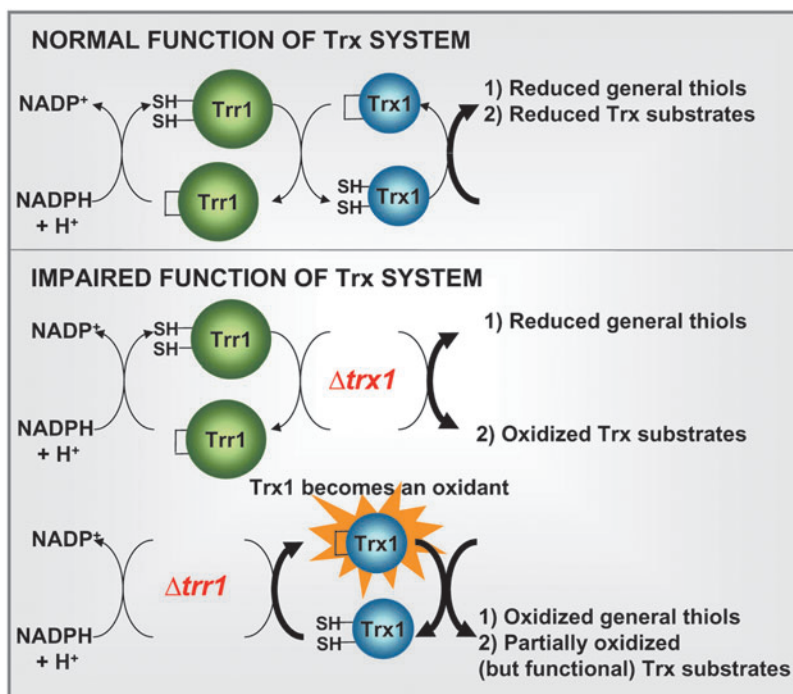 NORMAL FUNCTION OF Trx SYSTEM
NADP+
SH
SH
Trr1
Trx1
1) Reduced general thiols
2) Reduced Trx substrates
NADPH
+ H+
Trr1
SH
SH
Trx1
IMPAIRED FUNCTION OF Trx SYSTEM
NADP+
SH
SH
Trr1
Δtrx1
1) Reduced general thiols
NADPH
+ H+
Trr1
2) Oxidized Trx substrates
Trx1 becomes an oxidant
NADP+
Trx1
Δtrr1
NADPH
+ H+
SH
SH
Trx1
1) Oxidized general thiols
2) Partially oxidized
(but functional) Trx substrates